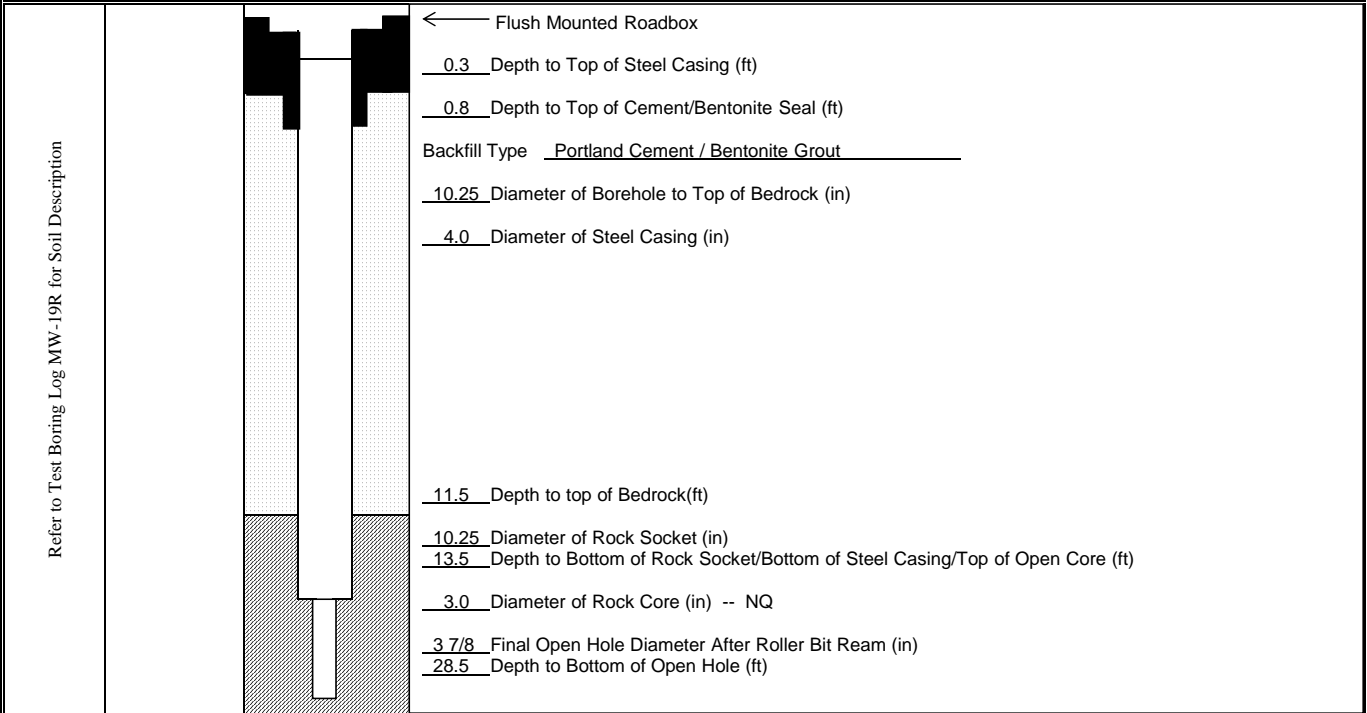 Flush Mounted Roadbox
0.3 Depth to Top of Steel Casing (ft)
0.8 Depth to Top of Cement/Bentonite Seal (ft)
Backfill Type Portland Cement / Bentonite Grout
10.25 Diameter of Borehole to Top of Bedrock (in)
4.0 Diameter of Steel Casing (in)
Refer to Test Boring Log MW-19R for Soil Description
11.5 Depth to top of Bedrock(ft)
10.25 Diameter of Rock Socket (in)
13.5 Depth to Bottom of Rock Socket/Bottom of Steel Casing/Top of Open Core (ft)
3.0 Diameter of Rock Core (in) -- NQ
3 7/8 Final Open Hole Diameter After Roller Bit Ream (in)
28.5 Depth to Bottom of Open Hole (ft)